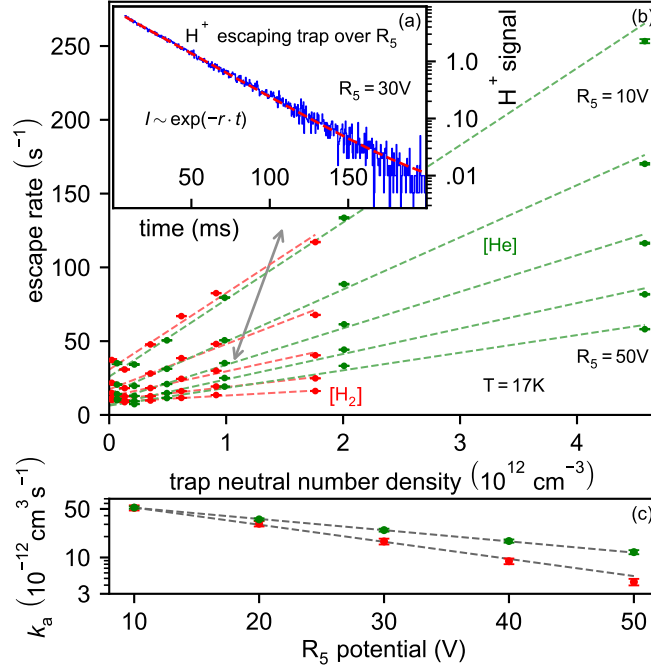 (a)
H⁺ escaping trap over R₅
R₅ = 30V
I ~ exp(−r · t)
1.0
.10
.01
H⁺ signal
50
100
150
time (ms)
(b)
R₅ = 10V
[He]
R₅ = 50V
[H₂]
T = 17K
250
200
150
100
50
0
escape rate (s⁻¹)
0
1
2
3
4
trap neutral number density (10¹² cm⁻³)
(c)
50
10
3
kₐ (10⁻¹² cm³ s⁻¹)
10
20
30
40
50
R₅ potential (V)